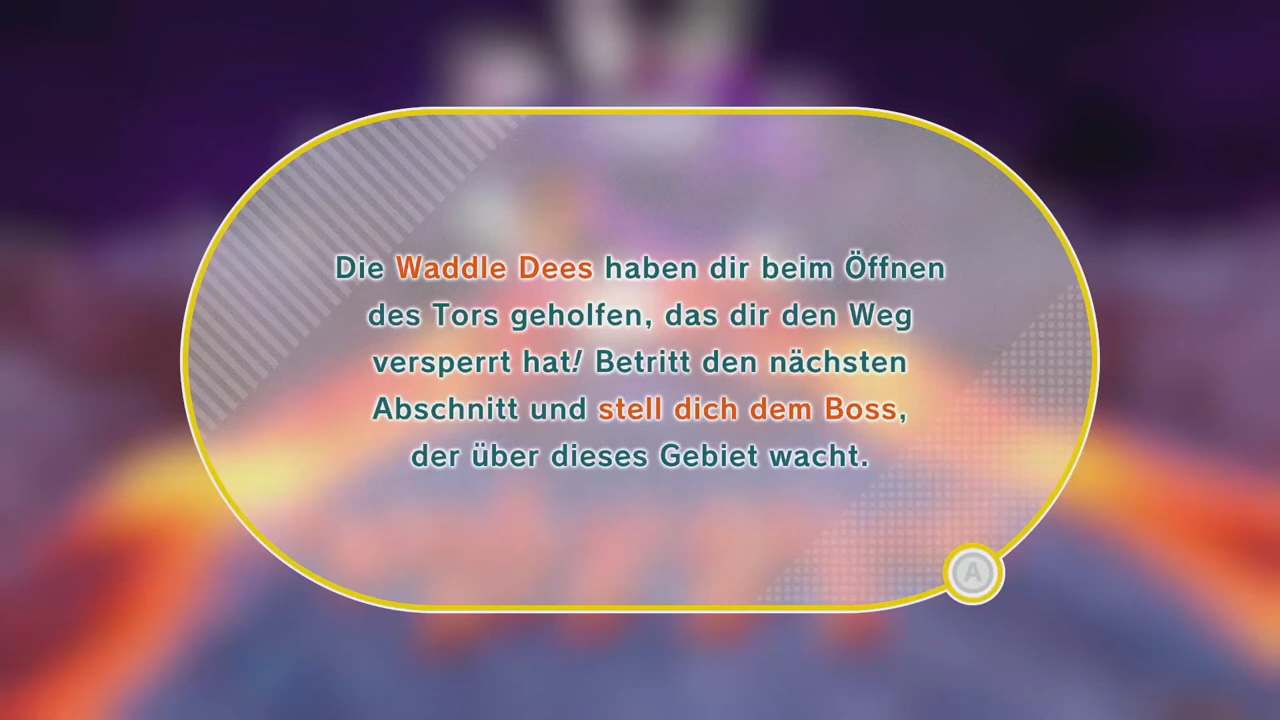 Die Waddle Dees haben dir beim Öffnen
des Tors geholfen, das dir den Weg
versperrt hat! Betritt den nächsten
Abschnitt und stell dich dem Boss,
der über dieses Gebiet wacht.
A